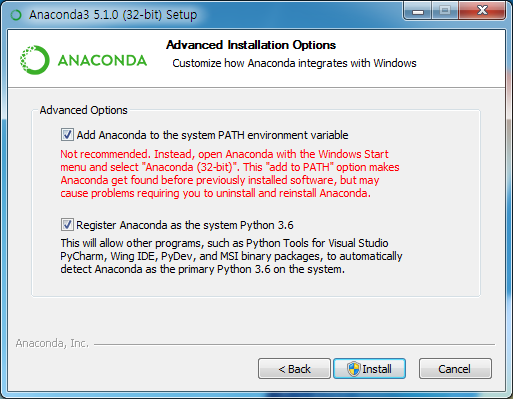 Anaconda3 5.1.0 (32-bit) Setup
ANACONDA
Advanced Installation Options
Customize how Anaconda integrates with Windows
Advanced Options
Add Anaconda to the system PATH environment variable
Not recommended. Instead, open Anaconda with the Windows Start
menu and select "Anaconda (32-bit)". This "add to PATH" option makes
Anaconda get found before previously installed software, but may
cause problems requiring you to uninstall and reinstall Anaconda.
Register Anaconda as the system Python 3.6
This will allow other programs, such as Python Tools for Visual Studio
PyCharm, Wing IDE, PyDev, and MSI binary packages, to automatically
detect Anaconda as the primary Python 3.6 on the system.
Anaconda, Inc.
< Back
Install
Cancel